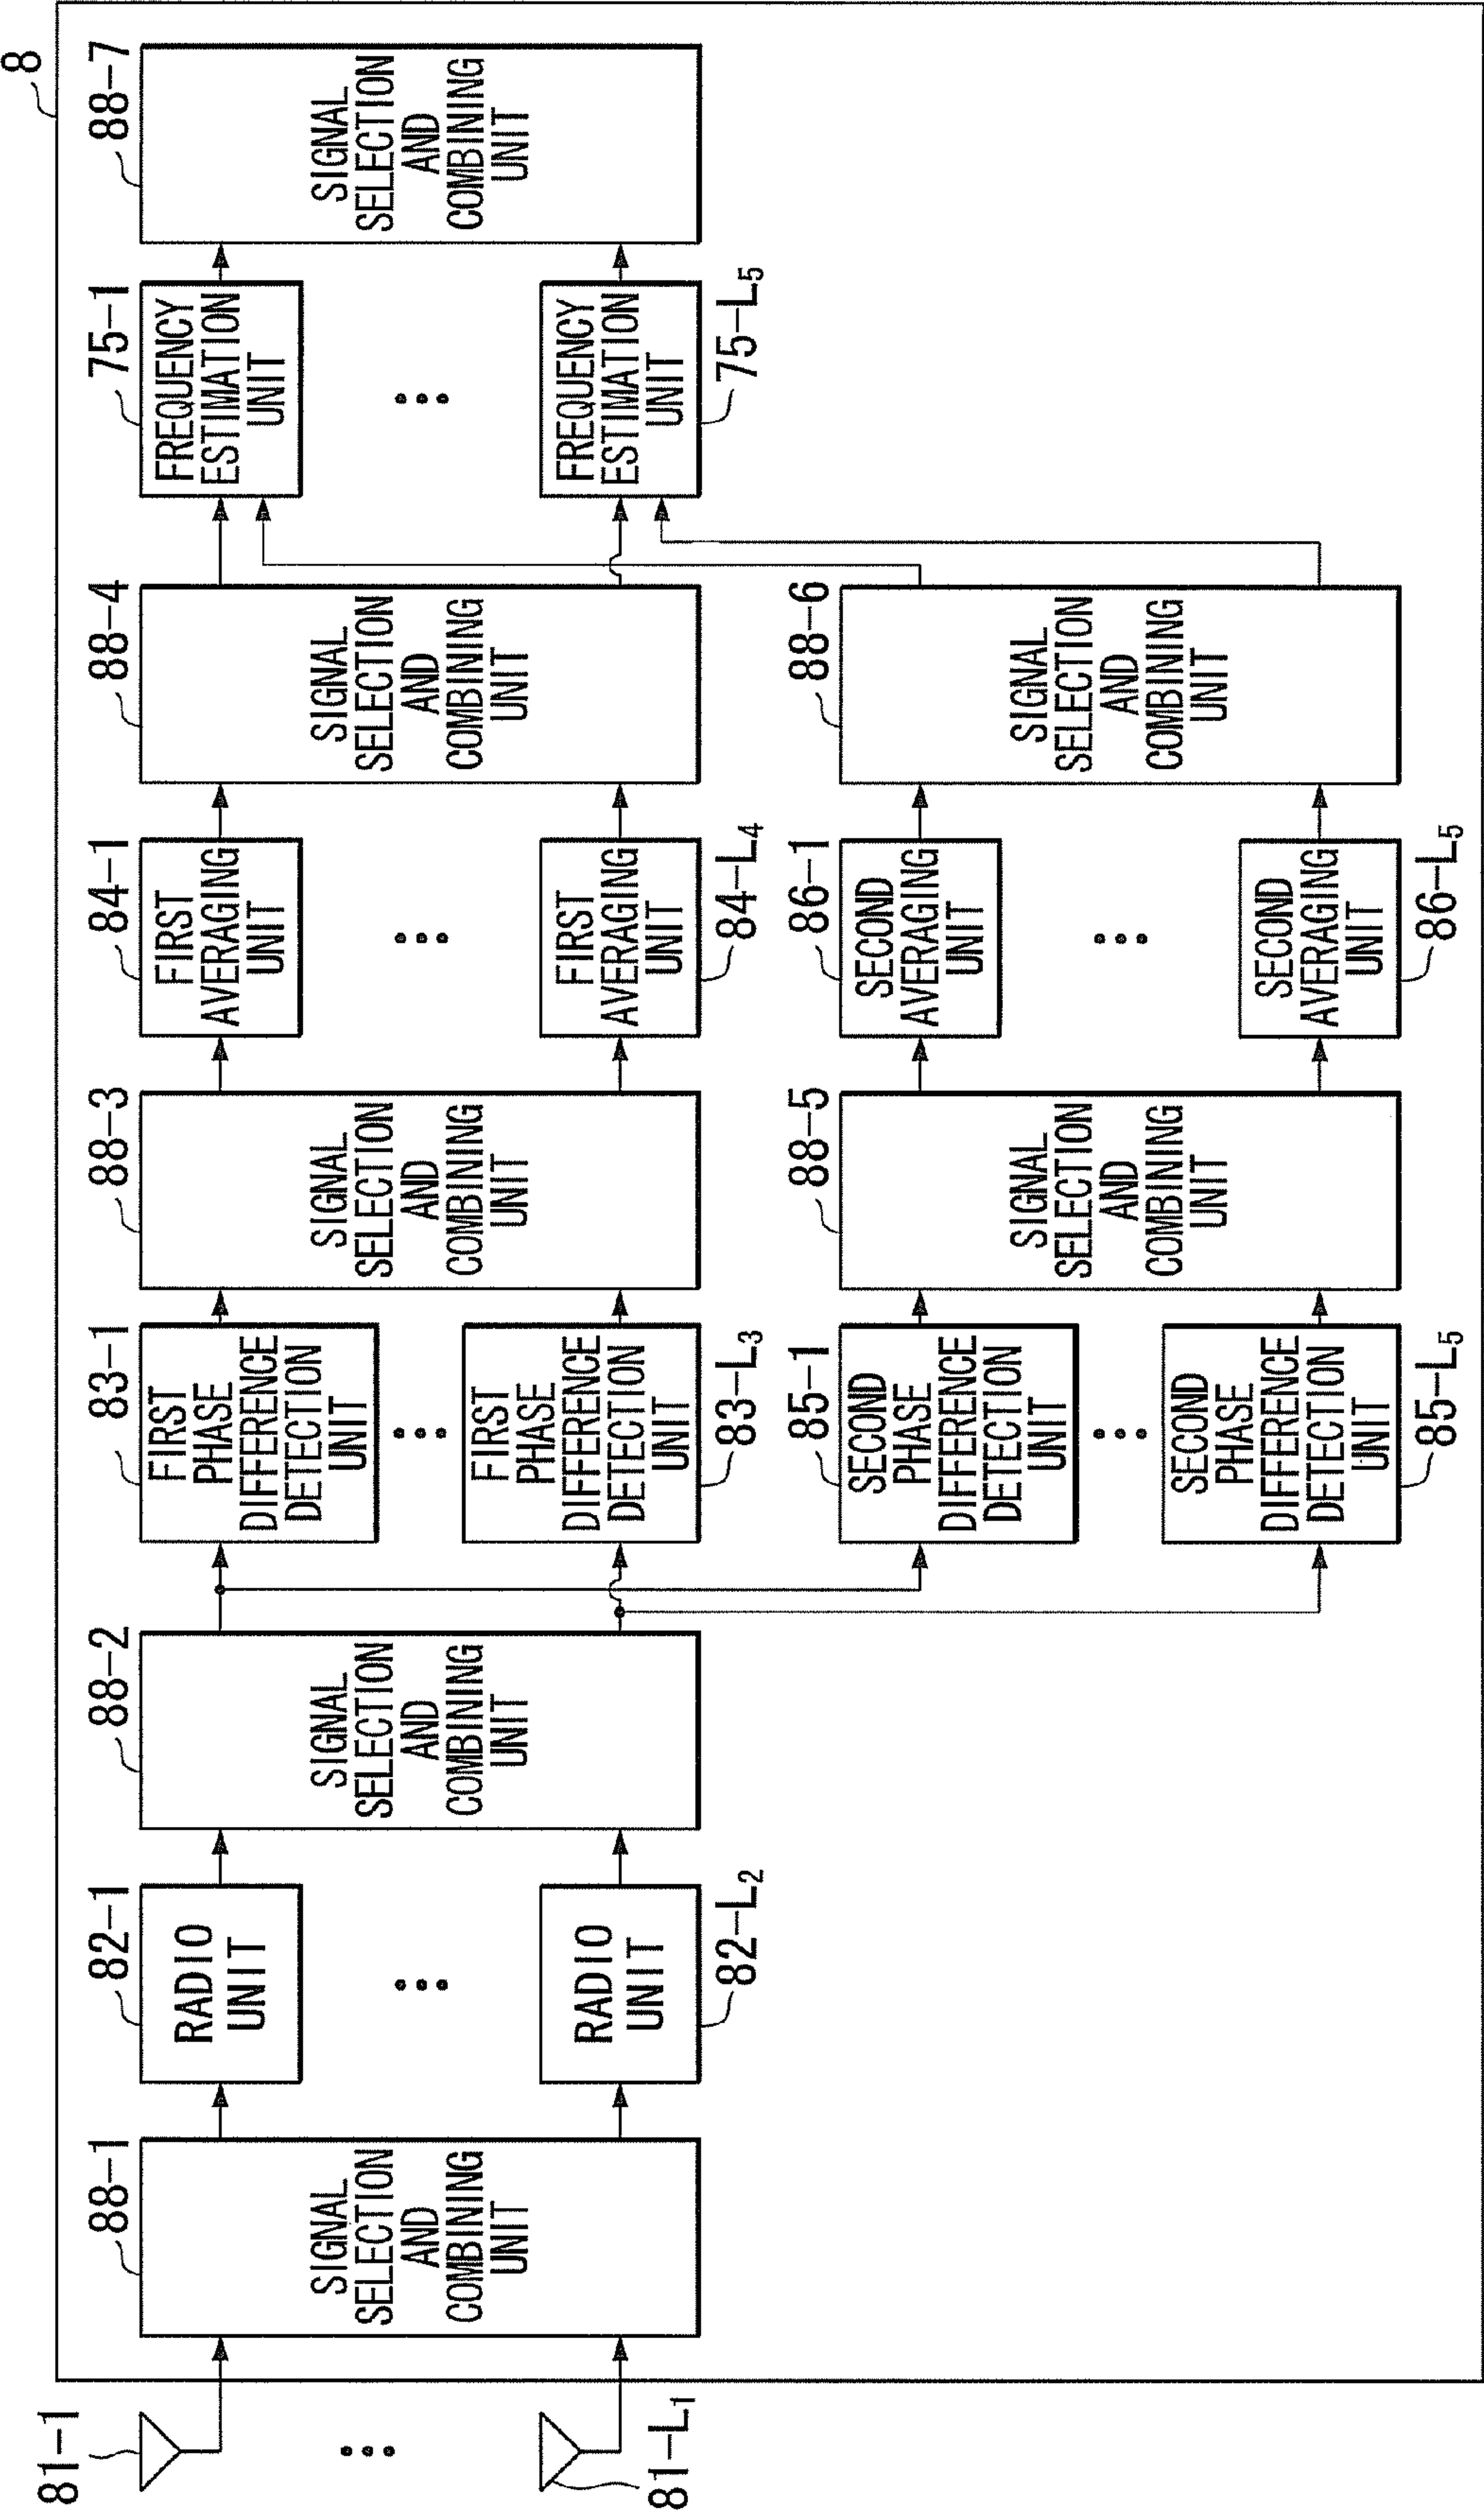 8
81-1
81-L1
88-1
SIGNAL
SELECTION
AND
COMBINING
UNIT
82-1
RADIO
UNIT
RADIO
UNIT
82-L2
88-2
SIGNAL
SELECTION
AND
COMBINING
UNIT
83-1
FIRST
PHASE
DIFFERENCE
DETECTION
UNIT
FIRST
PHASE
DIFFERENCE
DETECTION
UNIT
83-L3
88-3
SIGNAL
SELECTION
AND
COMBINING
UNIT
84-1
FIRST
AVERAGING
UNIT
FIRST
AVERAGING
UNIT
84-L4
88-4
SIGNAL
SELECTION
AND
COMBINING
UNIT
75-1
FREQUENCY
ESTIMATION
UNIT
FREQUENCY
ESTIMATION
UNIT
75-L5
88-7
SIGNAL
SELECTION
AND
COMBINING
UNIT
85-1
SECOND
PHASE
DIFFERENCE
DETECTION
UNIT
SECOND
PHASE
DIFFERENCE
DETECTION
UNIT
85-L5
88-5
SIGNAL
SELECTION
AND
COMBINING
UNIT
86-1
SECOND
AVERAGING
UNIT
SECOND
AVERAGING
UNIT
86-L5
88-6
SIGNAL
SELECTION
AND
COMBINING
UNIT